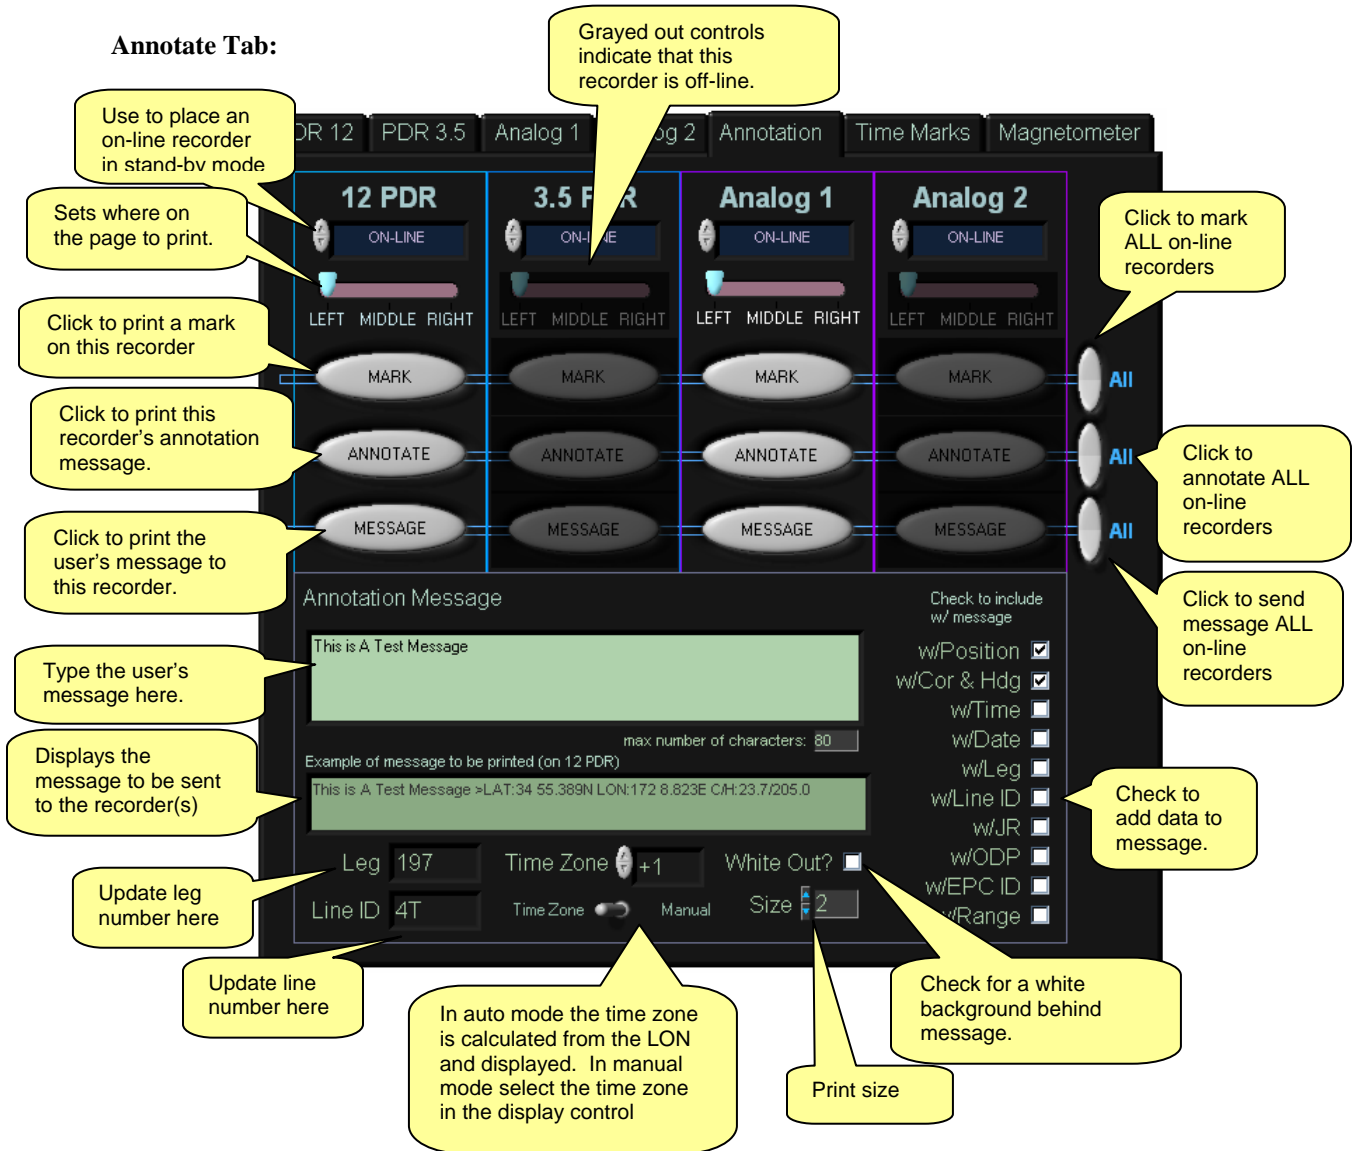 Annotate Tab:
Grayed out controls
indicate that this
recorder is off-line.
Use to place an
on-line recorder
in stand-by mode
Sets where on
the page to print.
Click to print a mark
on this recorder
Click to print this
recorder's annotation
message.
Click to print the
user's message to
this recorder.
Type the user's
message here.
Displays the
message to be sent
to the recorder(s)
Update leg
number here
Update line
number here
In auto mode the time zone
is calculated from the LON
and displayed. In manual
mode select the time zone
in the display control
Print size
Check for a white
background behind
message.
Check to
add data to
message.
Click to send
message ALL
on-line
recorders
Click to
annotate ALL
on-line
recorders
Click to mark
ALL on-line
recorders
DR 12 PDR 3.5 Analog 1 g 2 Annotation Time Marks Magnetometer
12 PDR 3.5 P R Analog 1 Analog 2
ON-LINE ON-L NE ON-LINE ON-LINE
LEFT MIDDLE RIGHT LEFT MIDDLE RIGHT LEFT MIDDLE RIGHT LEFT MIDDLE RIGHT
MARK MARK MARK MARK All
ANNOTATE ANNOTATE ANNOTATE ANNOTATE All
MESSAGE MESSAGE MESSAGE MESSAGE All
Annotation Message
This is A Test Message
max number of characters: 80
Example of message to be printed (on 12 PDR)
This is A Test Message >LAT:34 55.389N LON:172 8.823E C/H:23.7/205.0
Leg 197 Time Zone +1 White Out?
Line ID 4T Time Zone Manual Size 2
Check to include
w/ message
w/Position
w/Cor & Hdg
w/Time
w/Date
w/Leg
w/Line ID
w/JR
w/ODP
w/EPC ID
w/Range